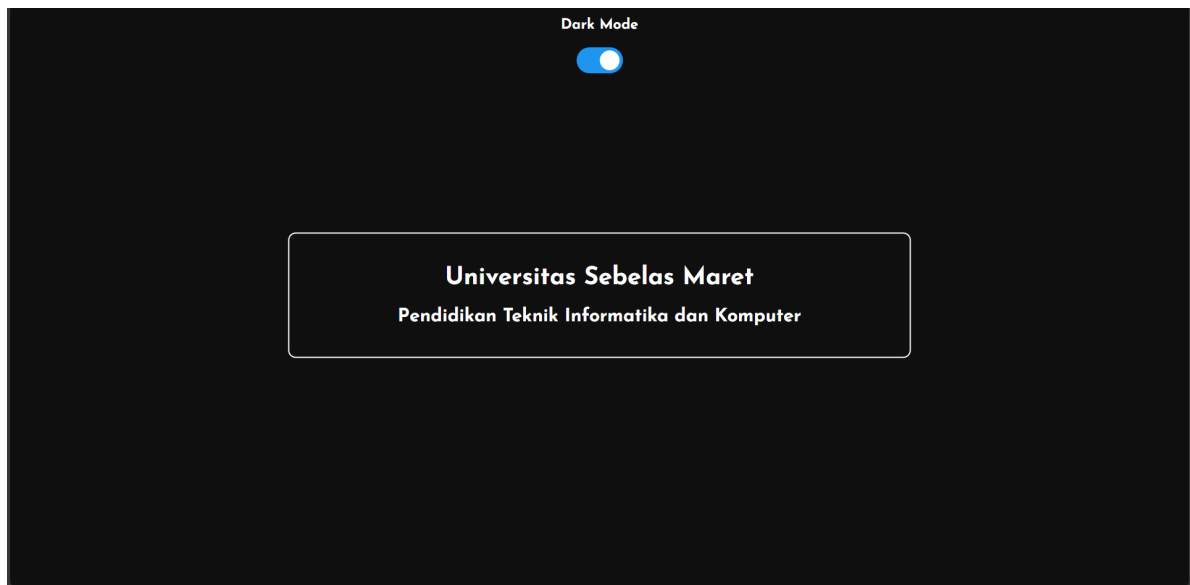 Dark Mode
Universitas Sebelas Maret
Pendidikan Teknik Informatika dan Komputer